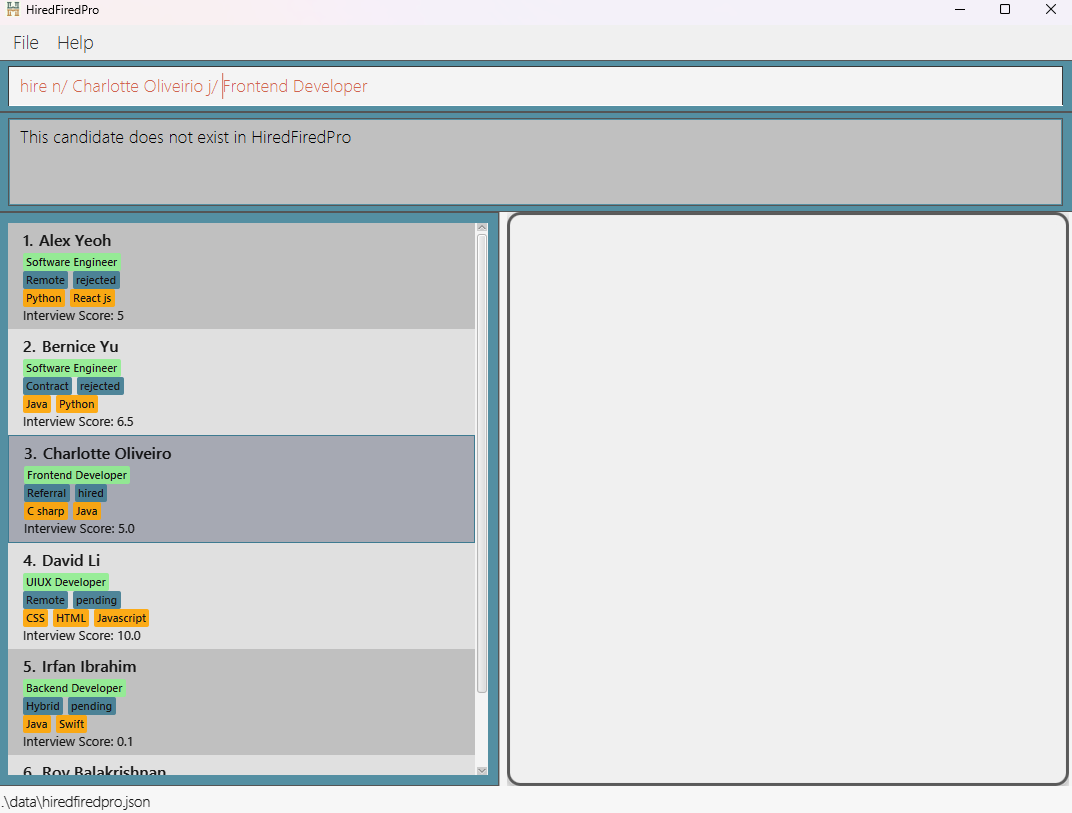 HiredFiredPro
File Help
hire n/ Charlotte Oliveirio j/ Frontend Developer
This candidate does not exist in HiredFiredPro
1. Alex Yeoh
Software Engineer
Remote rejected
Python React js
Interview Score: 5
2. Bernice Yu
Software Engineer
Contract rejected
Java Python
Interview Score: 6.5
3. Charlotte Oliveiro
Frontend Developer
Referral hired
C sharp Java
Interview Score: 5.0
4. David Li
UIUX Developer
Remote pending
CSS HTML Javascript
Interview Score: 10.0
5. Irfan Ibrahim
Backend Developer
Hybrid pending
Java Swift
Interview Score: 0.1
6. Roy Balakrishnan
.\data\hiredfiredpro.json